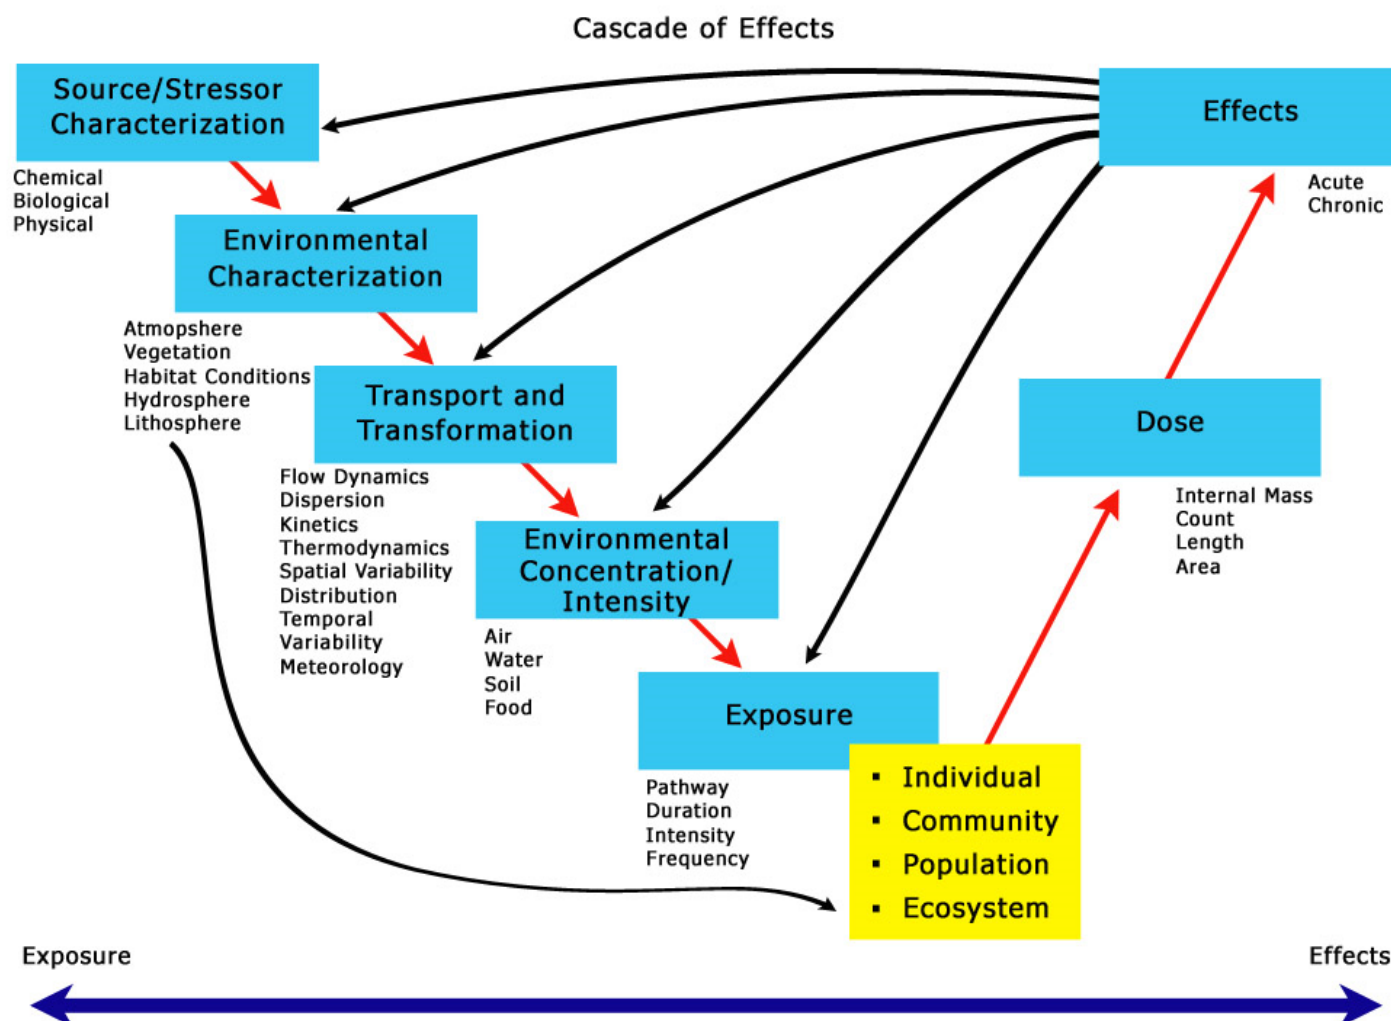 Cascade of Effects
Source/Stressor
Characterization
Chemical
Biological
Physical
Environmental
Characterization
Atmopshere
Vegetation
Habitat Conditions
Hydrosphere
Lithosphere
Transport and
Transformation
Flow Dynamics
Dispersion
Kinetics
Thermodynamics
Spatial Variability
Distribution
Temporal
Variability
Meteorology
Environmental
Concentration/
Intensity
Air
Water
Soil
Food
Exposure
Pathway
Duration
Intensity
Frequency
▪ Individual
▪ Community
▪ Population
▪ Ecosystem
Dose
Internal Mass
Count
Length
Area
Effects
Acute
Chronic
Exposure
Effects